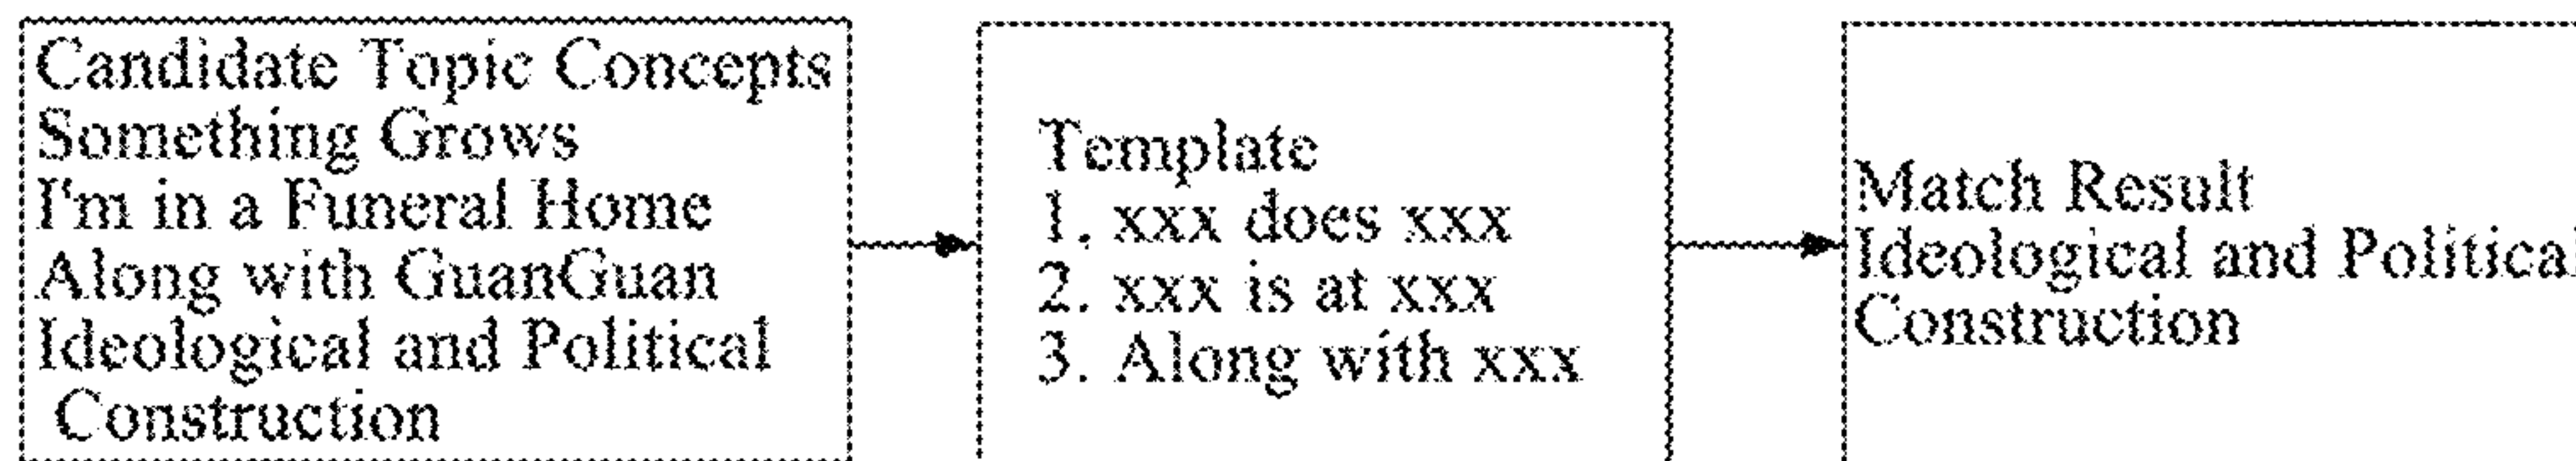 Candidate Topic Concepts
Something Grows
I'm in a Funeral Home
Along with GuanGuan
Ideological and Political
Construction
Template
1. xxx does xxx
2. xxx is at xxx
3. Along with xxx
Match Result
Ideological and Political
Construction